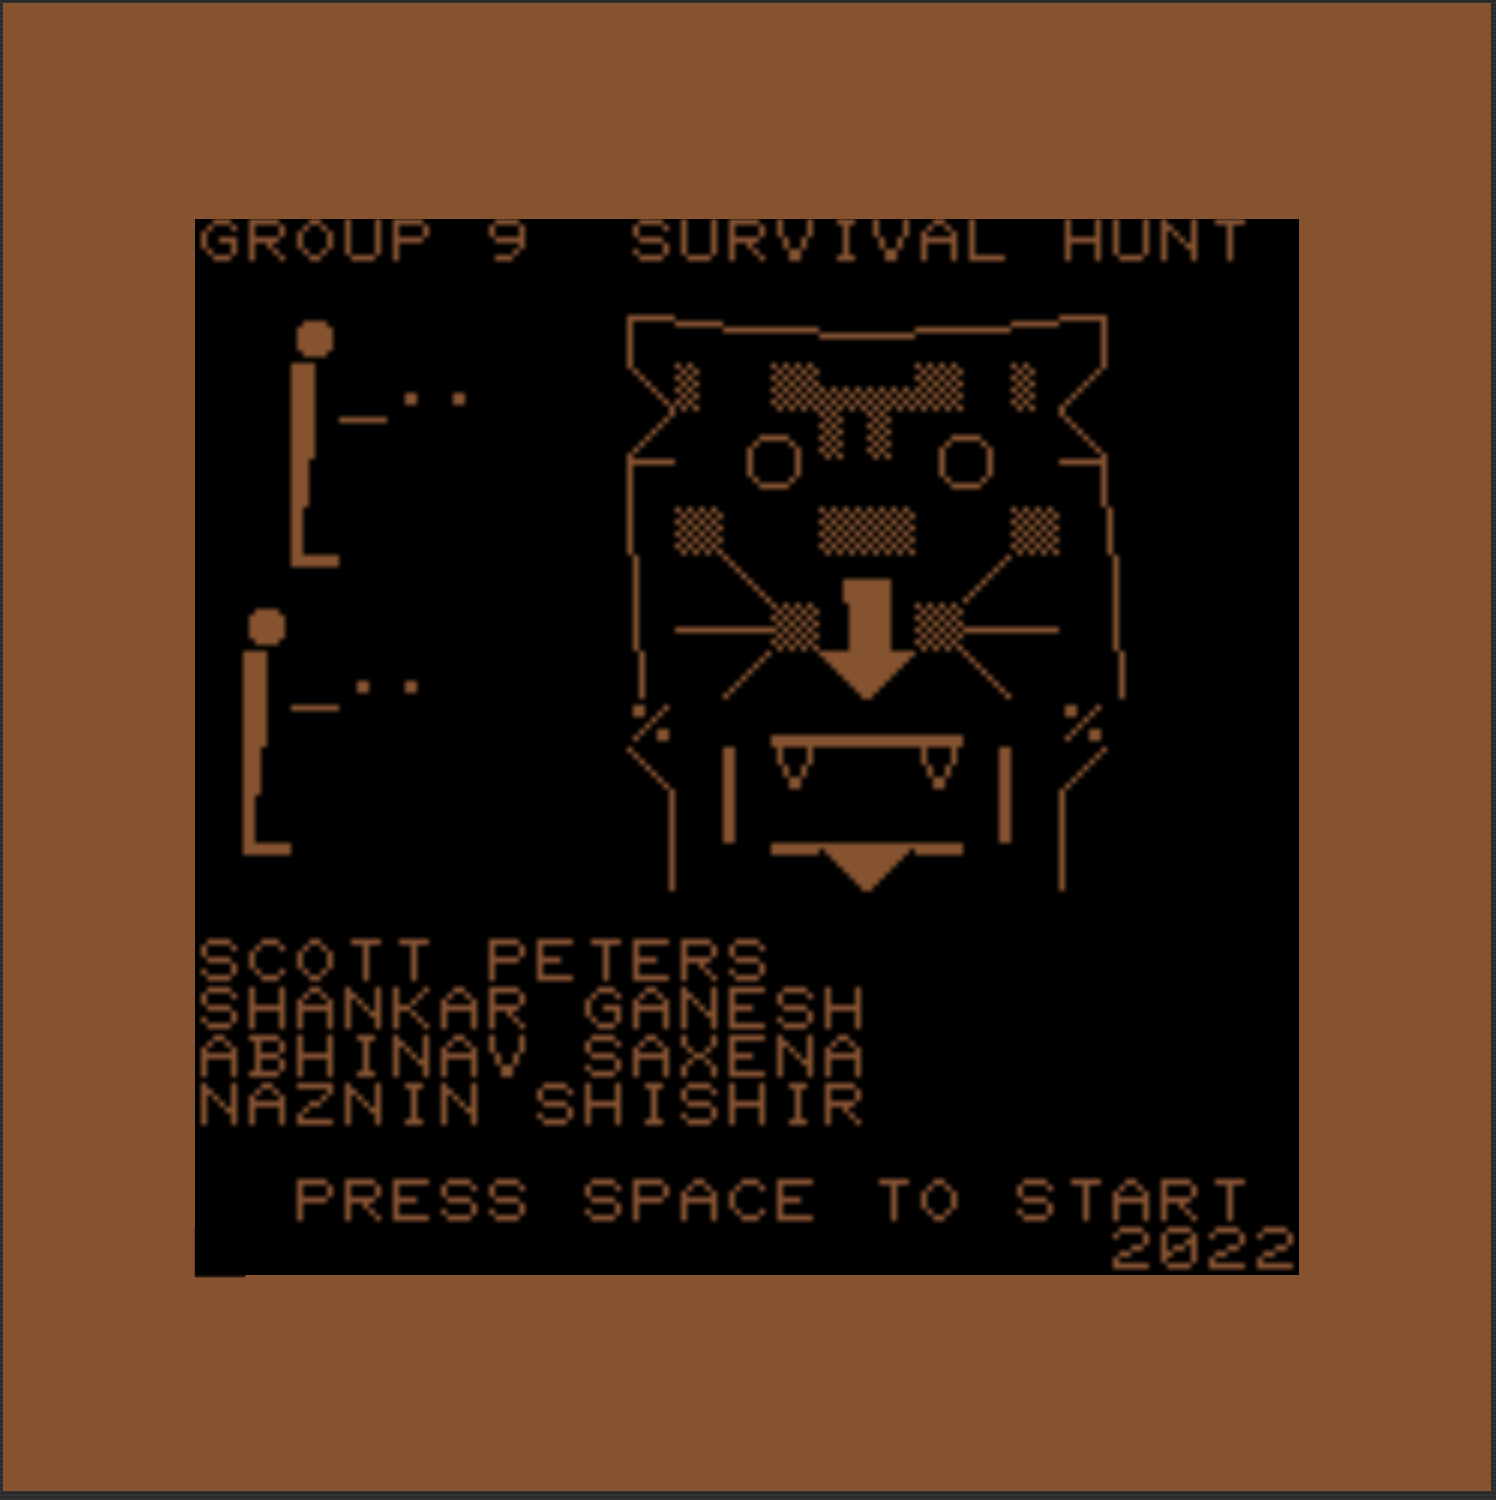 GROUP 9 SURVIVAL HUNT
SCOTT PETERS
SHANKAR GANESH
ABHINAV SAXENA
NAZNIN SHISHIR
PRESS SPACE TO START
2022